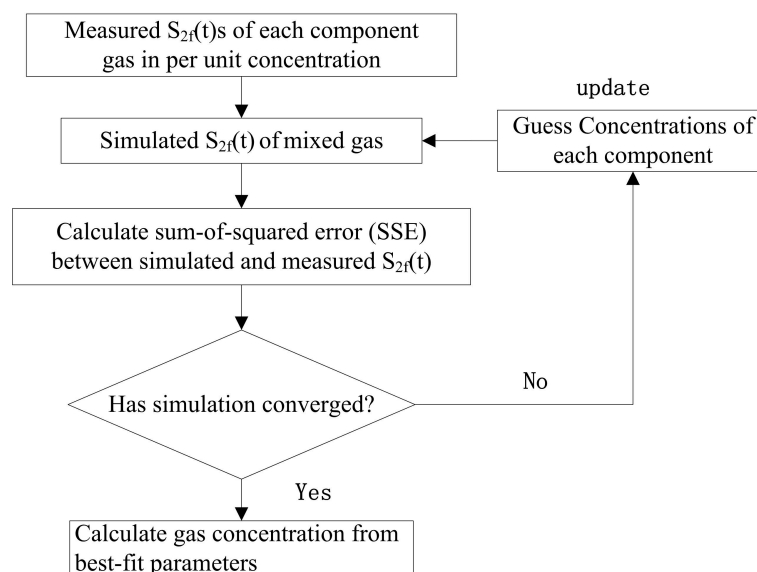 Measured S2f(t)s of each component
gas in per unit concentration
update
Simulated S2f(t) of mixed gas
Guess Concentrations of
each component
Calculate sum-of-squared error (SSE)
between simulated and measured S2f(t)
Has simulation converged?
No
Yes
Calculate gas concentration from
best-fit parameters